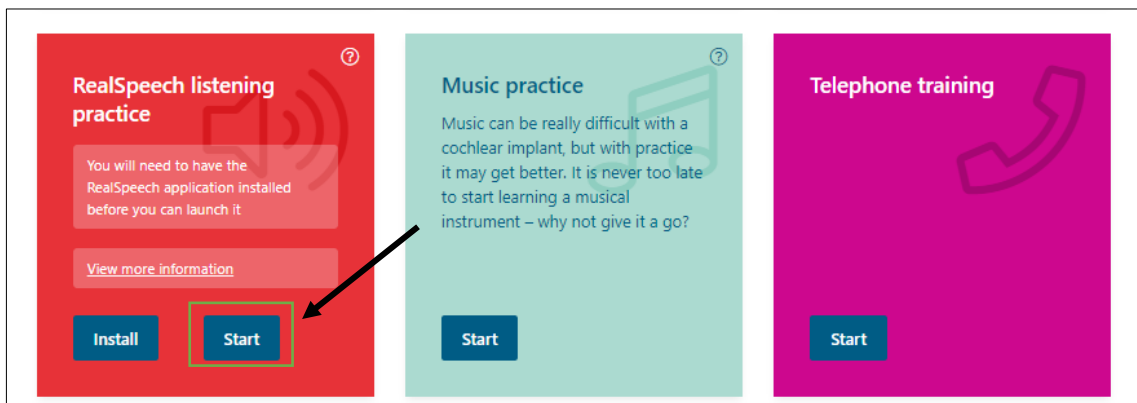 RealSpeech listening
practice
You will need to have the
RealSpeech application installed
before you can launch it
View more information
Install
Start
?
Music practice
Music can be really difficult with a
cochlear implant, but with practice
it may get better. It is never too late
to start learning a musical
instrument – why not give it a go?
Start
?
Telephone training
Start